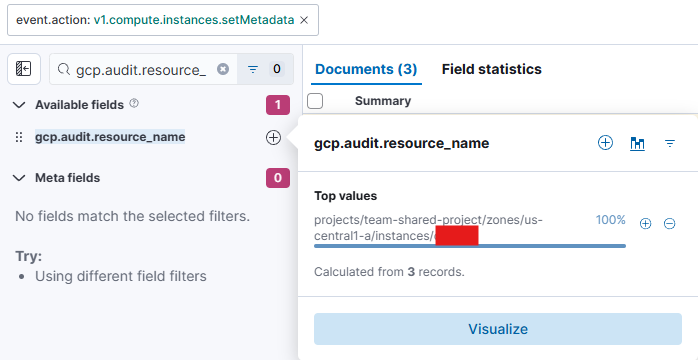 event.action: v1.compute.instances.setMetadata ×
gcp.audit.resource_
0
Documents (3) Field statistics
Available fields 1
Summary
gcp.audit.resource_name
gcp.audit.resource_name
Meta fields 0
Top values
No fields match the selected filters.
projects/team-shared-project/zones/us-
central1-a/instances/
100%
Try:
• Using different field filters
Calculated from 3 records.
Visualize